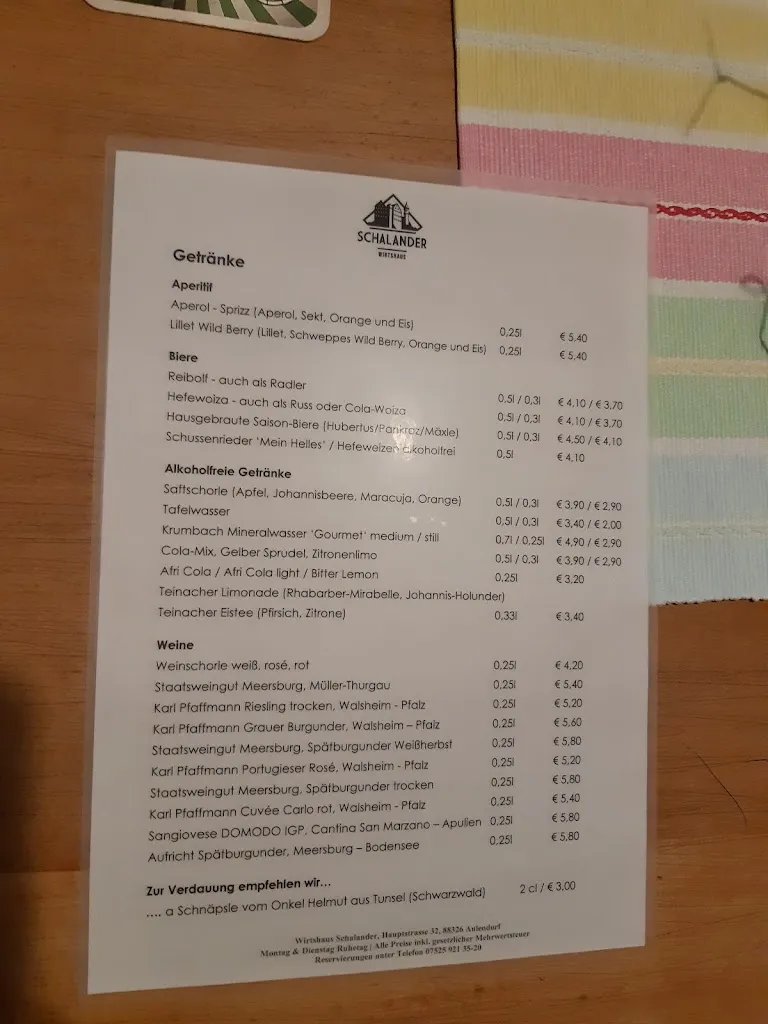 SCHALANDER
WIRTSHAUS
Getränke
Aperitif
Aperol - Sprizz (Aperol, Sekt, Orange und Eis) 0,25l € 5,40
Lillet Wild Berry (Lillet, Schweppes Wild Berry, Orange und Eis) 0,25l € 5,40
Biere
Reibolf - auch als Radler 0,5l / 0,3l € 4,10 / € 3,70
Hefewoiza - auch als Russ oder Cola-Woiza 0,5l / 0,3l € 4,10 / € 3,70
Hausgebraute Saison-Biere (Hubertus/Pankraz/Mäxle) 0,5l / 0,3l € 4,50 / € 4,10
Schussenrieder 'Mein Helles' / Hefeweizen alkoholfrei 0,5l € 4,10
Alkoholfreie Getränke
Saftschorle (Apfel, Johannisbeere, Maracuja, Orange) 0,5l / 0,3l € 3,90 / € 2,90
Tafelwasser 0,5l / 0,3l € 3,40 / € 2,00
Krumbach Mineralwasser 'Gourmet' medium / still 0,7l / 0,25l € 4,90 / € 2,90
Cola-Mix, Gelber Sprudel, Zitronenlimo 0,5l / 0,3l € 3,90 / € 2,90
Afri Cola / Afri Cola light / Bitter Lemon 0,25l € 3,20
Teinacher Limonade (Rhabarber-Mirabelle, Johannis-Holunder)
Teinacher Eistee (Pfirsich, Zitrone) 0,33l € 3,40
Weine
Weinschorle weiß, rosé, rot 0,25l € 4,20
Staatsweingut Meersburg, Müller-Thurgau 0,25l € 5,40
Karl Pfaffmann Riesling trocken, Walsheim - Pfalz 0,25l € 5,20
Karl Pfaffmann Grauer Burgunder, Walsheim – Pfalz 0,25l € 5,60
Staatsweingut Meersburg, Spätburgunder Weißherbst 0,25l € 5,80
Karl Pfaffmann Portugieser Rosé, Walsheim - Pfalz 0,25l € 5,20
Staatsweingut Meersburg, Spätburgunder trocken 0,25l € 5,80
Karl Pfaffmann Cuvée Carlo rot, Walsheim - Pfalz 0,25l € 5,40
Sangiovese DOMODO IGP, Cantina San Marzano – Apulien 0,25l € 5,80
Aufricht Spätburgunder, Meersburg – Bodensee 0,25l € 5,80
Zur Verdauung empfehlen wir...
.... a Schnäpsle vom Onkel Helmut aus Tunsel (Schwarzwald) 2 cl / € 3,00
Wirtshaus Schalander, Hauptstrasse 32, 88326 Aulendorf
Montag & Dienstag Ruhetag | Alle Preise inkl. gesetzlicher Mehrwertsteuer
Reservierungen unter Telefon 07525 921 35-20